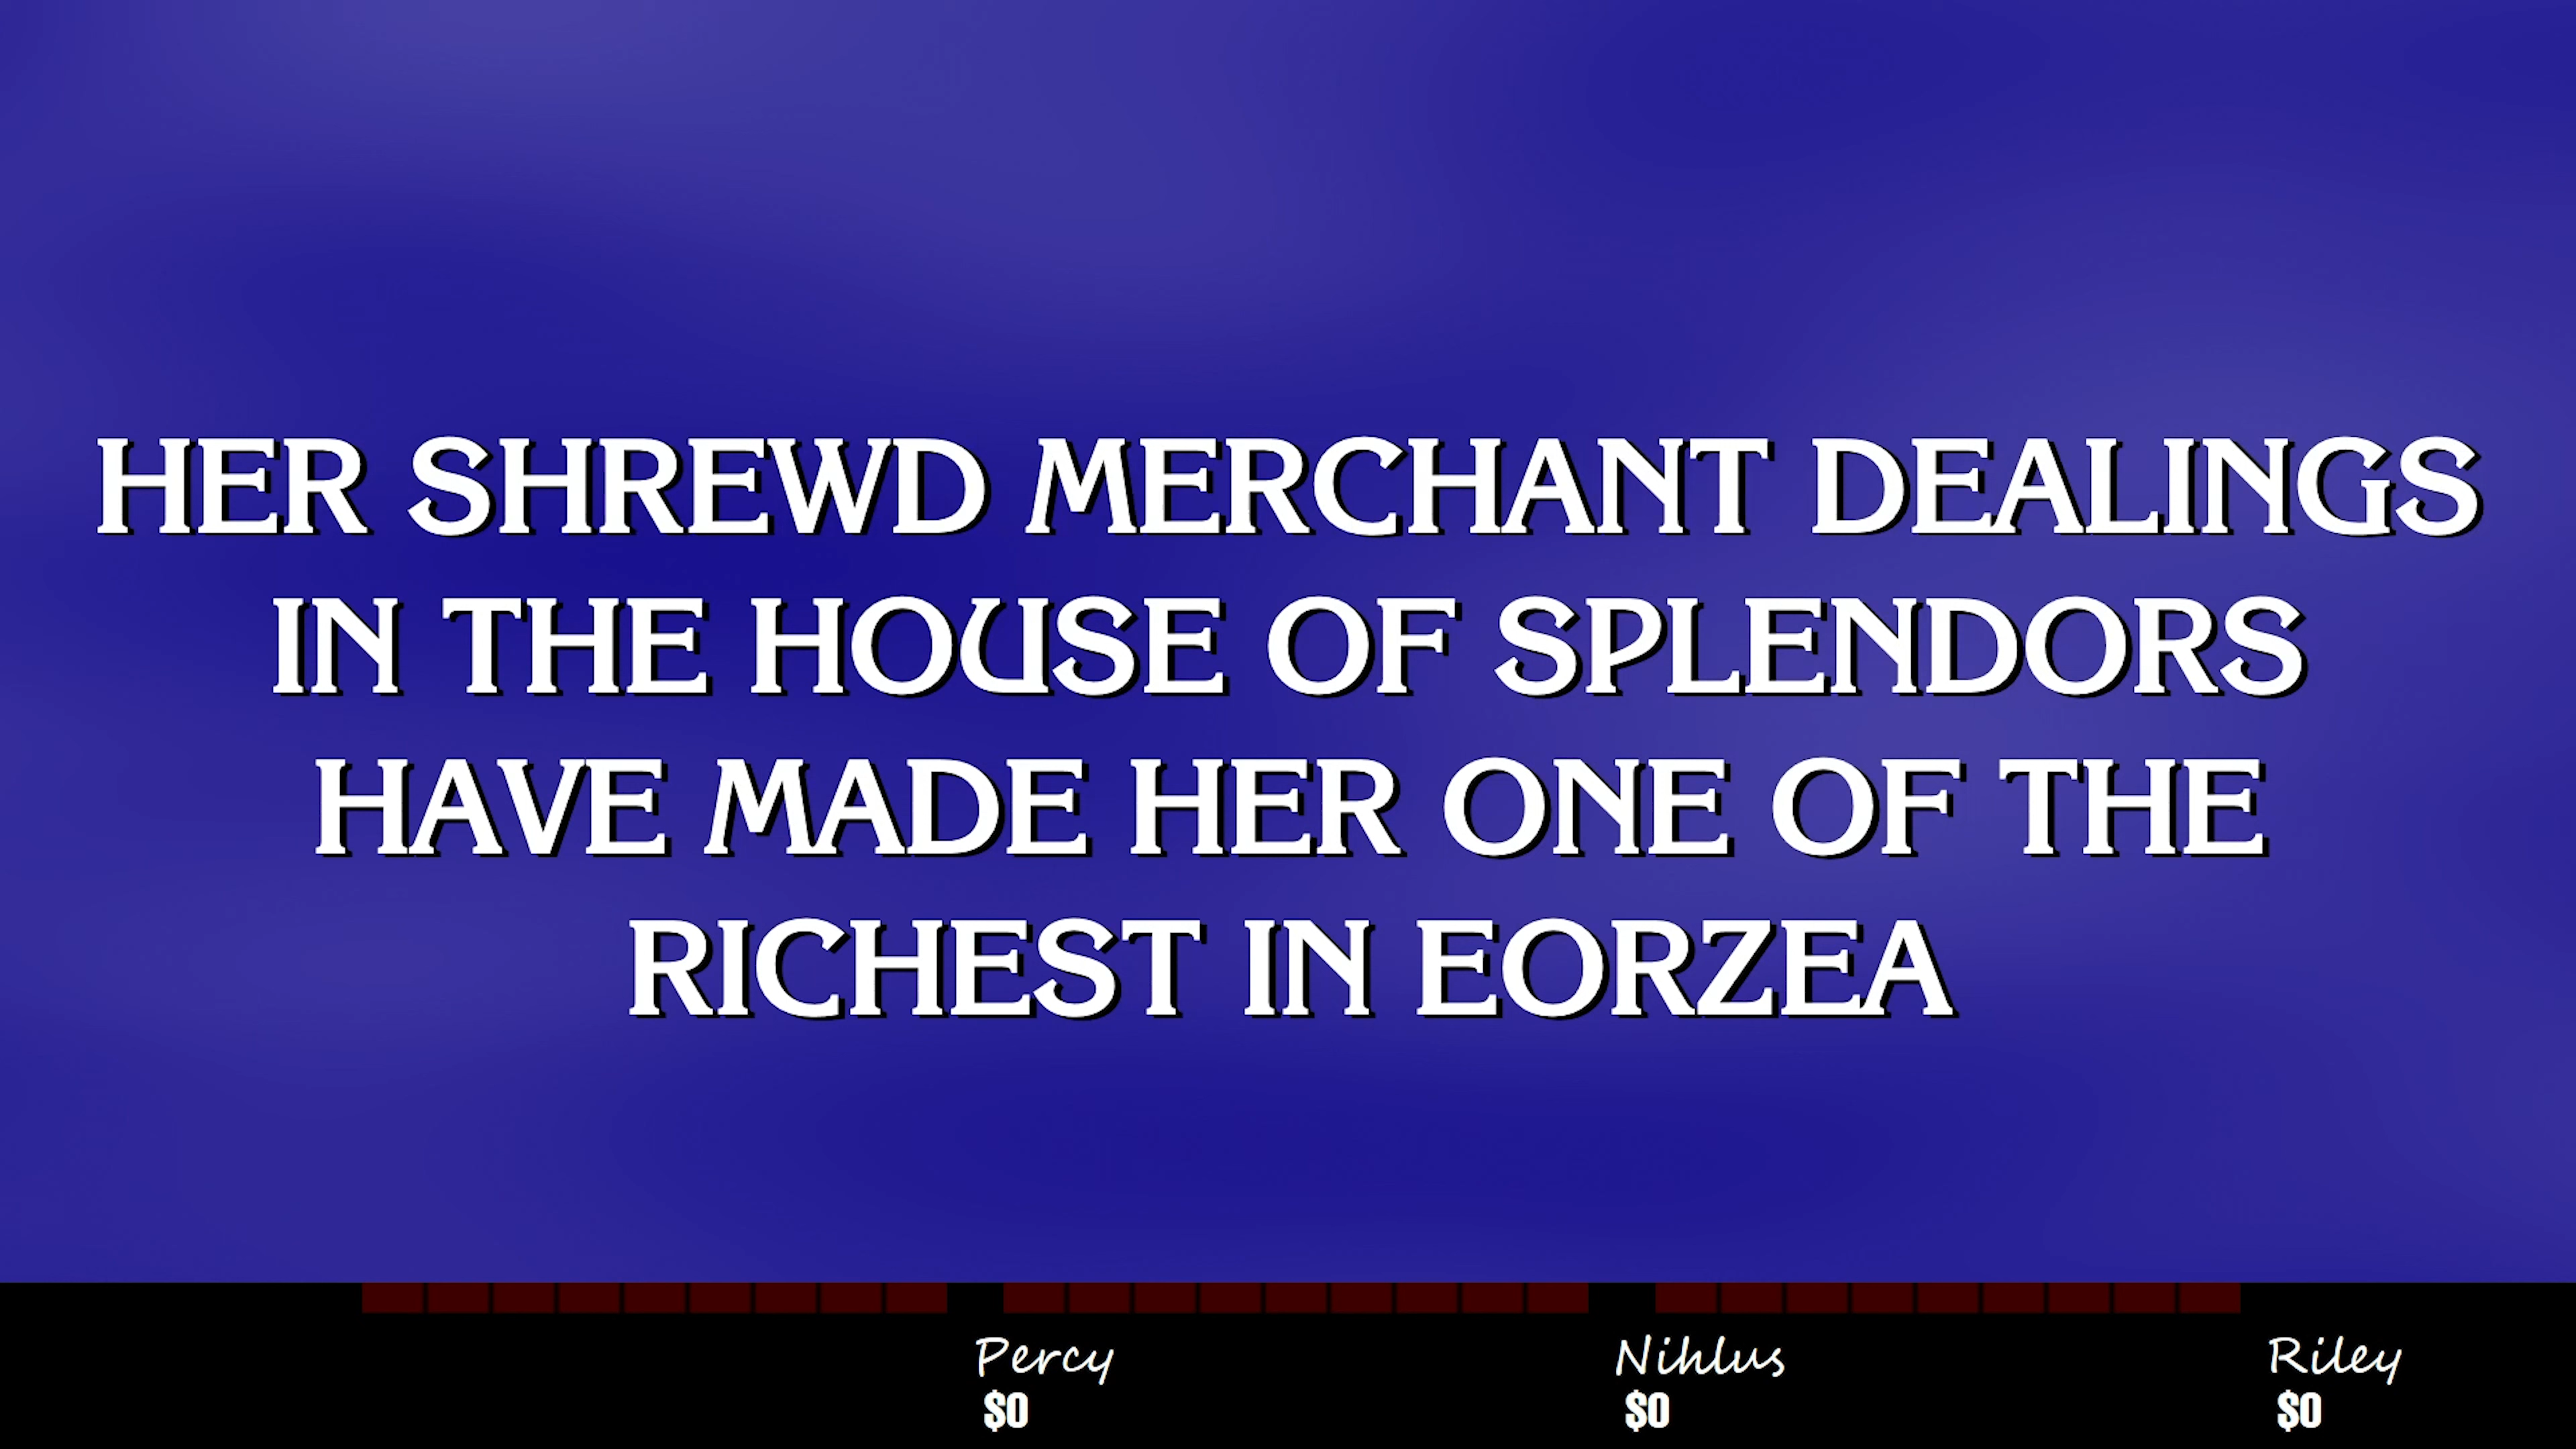 HER SHREWD MERCHANT DEALINGS
IN THE HOUSE OF SPLENDORS
HAVE MADE HER ONE OF THE
RICHEST IN EORZEA
Percy
$0
Nihlus
$0
Riley
$0